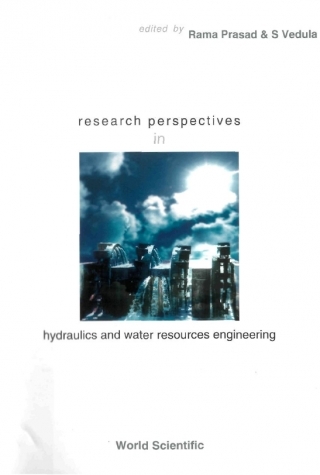 edited by Rama Prasad & S Vedula
research perspectives
in
hydraulics and water resources engineering
World Scientific